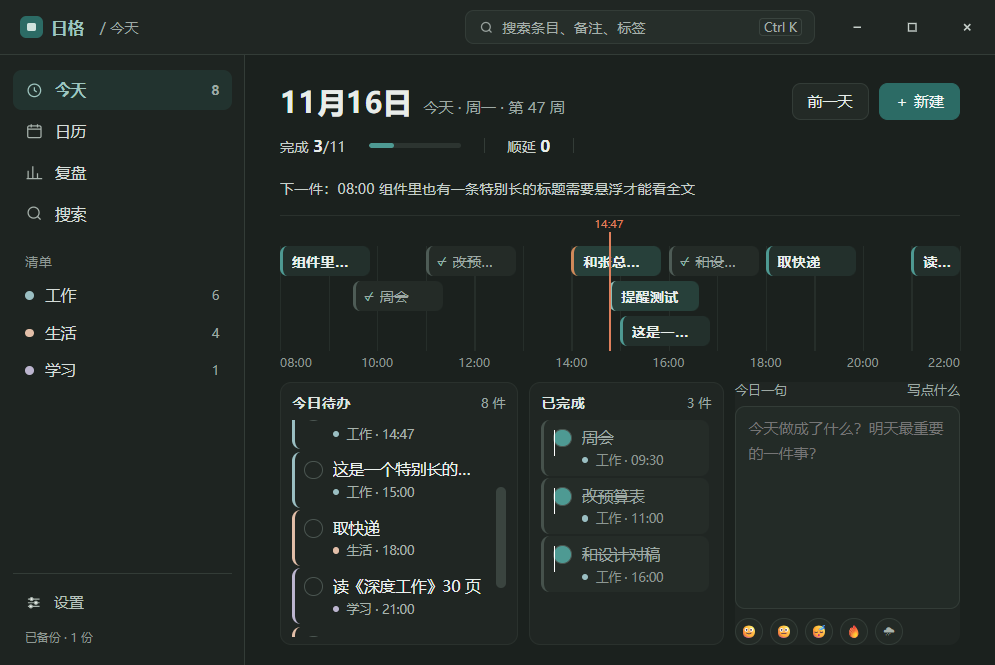 日格 / 今天
搜索条目、备注、标签 Ctrl K
今天 8
日历
复盘
搜索
清单
工作 6
生活 4
学习 1
设置
已备份 · 1 份
11月16日 今天 · 周一 · 第 47 周
前一天
+ 新建
完成 3/11 顺延 0
下一件：08:00 组件里也有一条特别长的标题需要悬浮才能看全文
14:47
组件里... ✓ 改预... 和张总... ✓ 和设... 取快递 读...
✓ 周会 提醒测试
这是一...
08:00 10:00 12:00 14:00 16:00 18:00 20:00 22:00
今日待办 8 件
工作 · 14:47
这是一个特别长的...
工作 · 15:00
取快递
生活 · 18:00
读《深度工作》30 页
学习 · 21:00
已完成 3 件
周会
工作 · 09:30
改预算表
工作 · 11:00
和设计对稿
工作 · 16:00
今日一句 写点什么
今天做成了什么？明天最重要
的一件事？